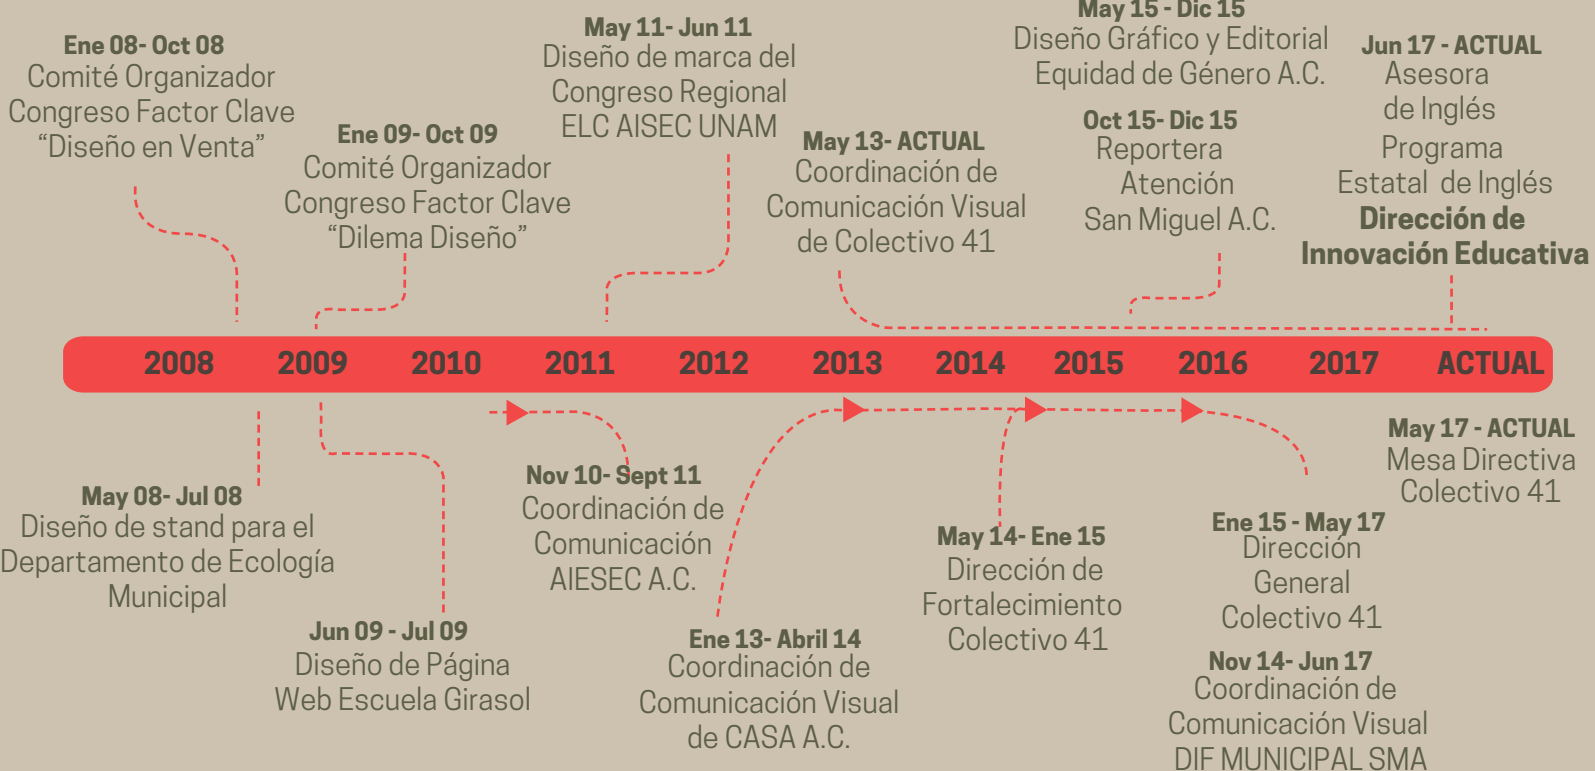 Ene 08- Oct 08
Comité Organizador
Congreso Factor Clave
“Diseño en Venta”
Ene 09- Oct 09
Comité Organizador
Congreso Factor Clave
“Dilema Diseño”
May 11- Jun 11
Diseño de marca del
Congreso Regional
ELC AISEC UNAM
May 13- ACTUAL
Coordinación de
Comunicación Visual
de Colectivo 41
May 15 - Dic 15
Diseño Gráfico y Editorial
Equidad de Género A.C.
Oct 15- Dic 15
Reportera
Atención
San Miguel A.C.
Jun 17 - ACTUAL
Asesora
de Inglés
Programa
Estatal de Inglés
Dirección de
Innovación Educativa
2008 2009 2010 2011 2012 2013 2014 2015 2016 2017 ACTUAL
May 08- Jul 08
Diseño de stand para el
Departamento de Ecología
Municipal
Jun 09 - Jul 09
Diseño de Página
Web Escuela Girasol
Nov 10- Sept 11
Coordinación de
Comunicación
AIESEC A.C.
Ene 13- Abril 14
Coordinación de
Comunicación Visual
de CASA A.C.
May 14- Ene 15
Dirección de
Fortalecimiento
Colectivo 41
Ene 15 - May 17
Dirección
General
Colectivo 41
Nov 14- Jun 17
Coordinación de
Comunicación Visual
DIF MUNICIPAL SMA
May 17 - ACTUAL
Mesa Directiva
Colectivo 41